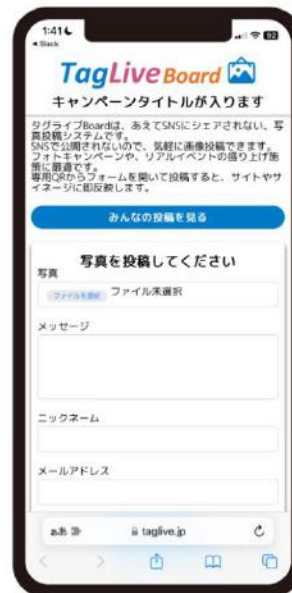 1:41
92
Slack
TagLive Board
キャンペーンタイトルが入ります
タグライブBoardは、あえてSNSにシェアされない、写
真投稿システムです。
SNSで公開されないので、気軽に画像投稿できます。
フォトキャンペーンや、リアルイベントの盛り上げ施
策に最適です。
専用QRからフォームを開いて投稿すると、サイトやサ
イネージに即反映します。
みんなの投稿を見る
写真を投稿してください
写真
ファイルを選択 ファイル未選択
メッセージ
ニックネーム
メールアドレス
ああ
taglive.jp